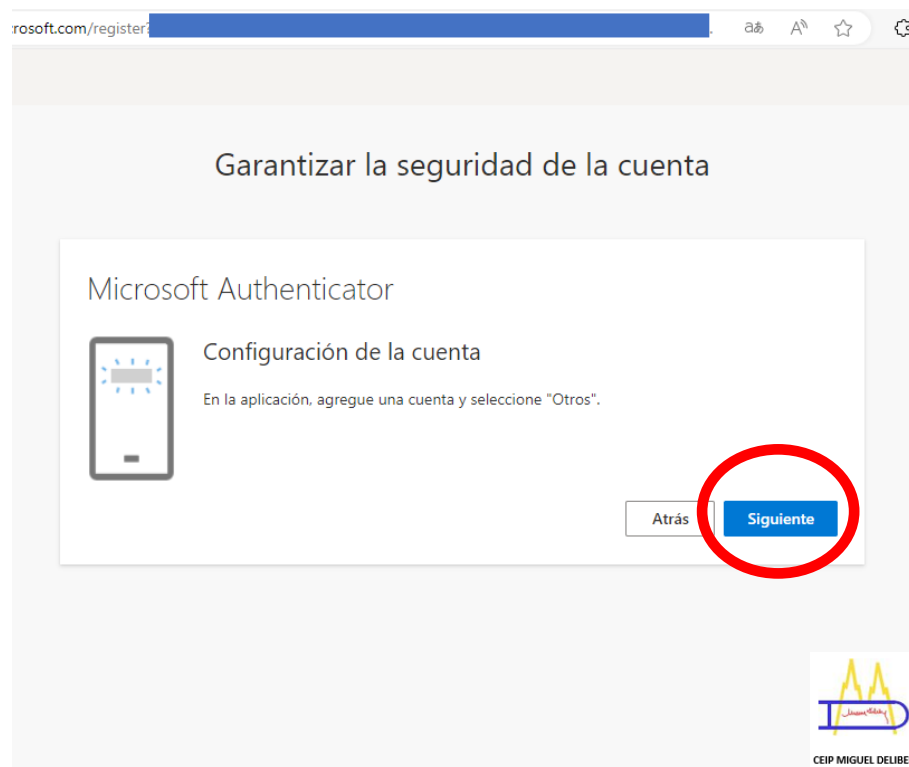 rosoft.com/register?
Garantizar la seguridad de la cuenta
Microsoft Authenticator
Configuración de la cuenta
En la aplicación, agregue una cuenta y seleccione "Otros".
Atrás
Siguiente
CEIP MIGUEL DELIBE